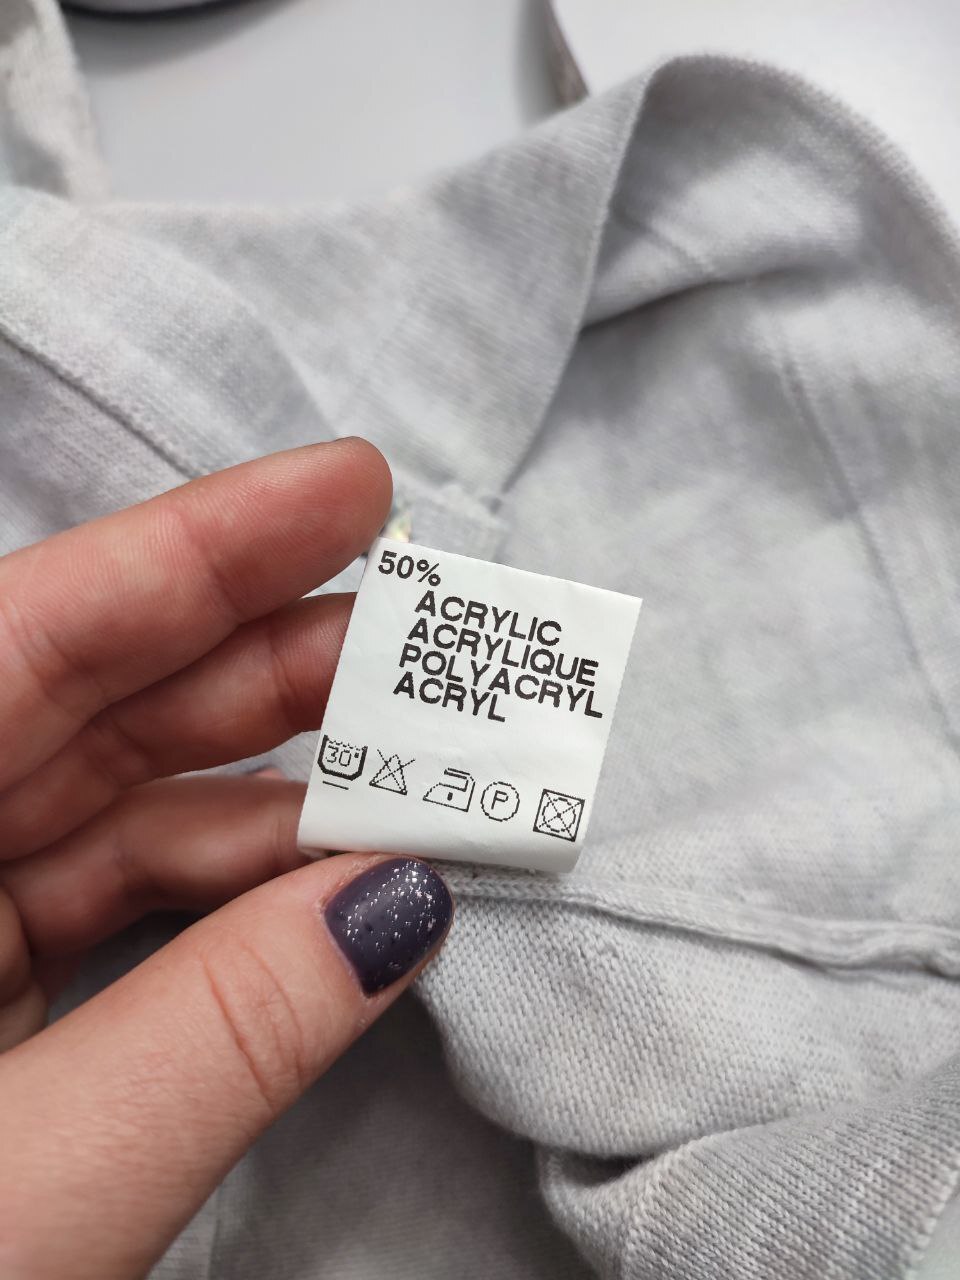 50%
ACRYLIC
ACRYLIQUE
POLYACRYL
ACRYL
30° P